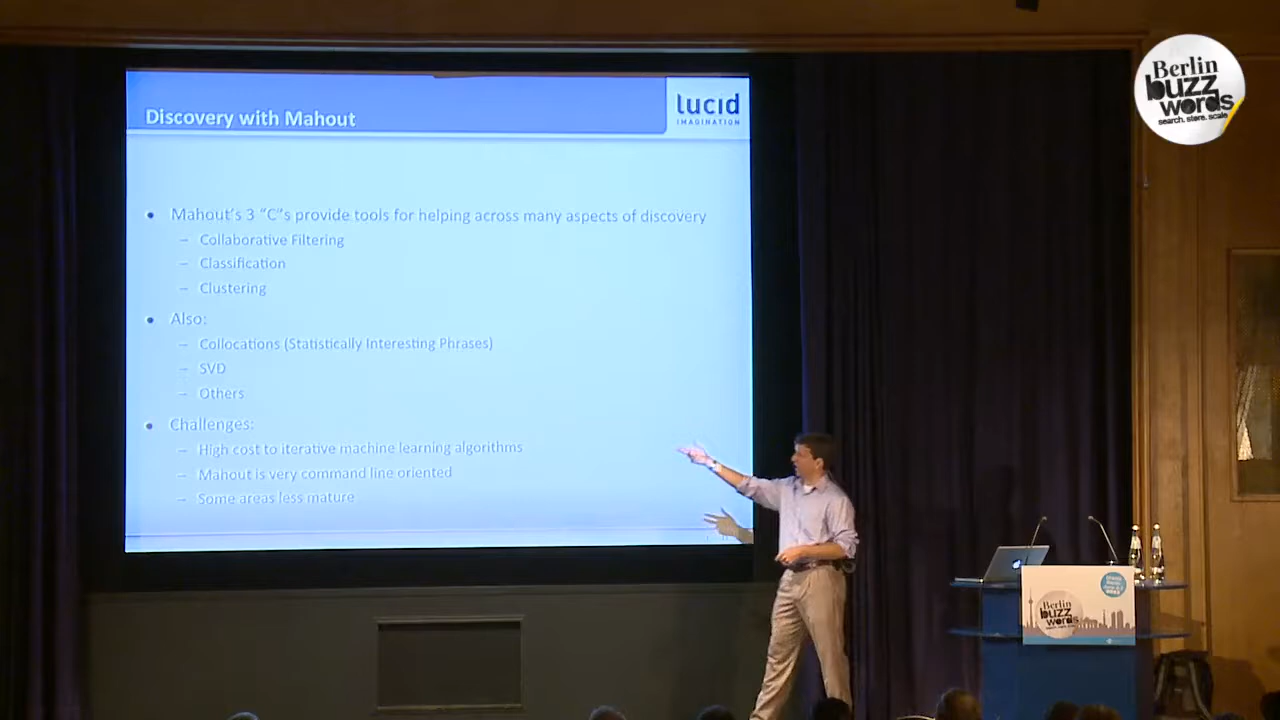 Discovery with Mahout
lucid
IMAGINATION
• Mahout's 3 "C"s provide tools for helping across many aspects of discovery
– Collaborative Filtering
– Classification
– Clustering
• Also:
– Collocations (Statistically Interesting Phrases)
– SVD
– Others
• Challenges:
– High cost to iterative machine learning algorithms
– Mahout is very command line oriented
– Some areas less mature
Berlin
buzz
words
search. store. scale
Berlin
buzz
words